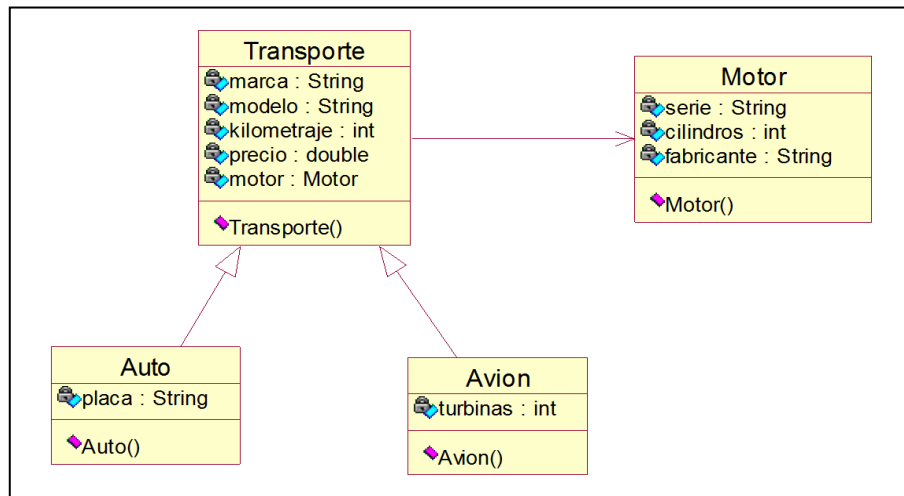 Transporte
marca : String
modelo : String
kilometraje : int
precio : double
motor : Motor
Transporte()
Motor
serie : String
cilindros : int
fabricante : String
Motor()
Auto
placa : String
Auto()
Avion
turbinas : int
Avion()